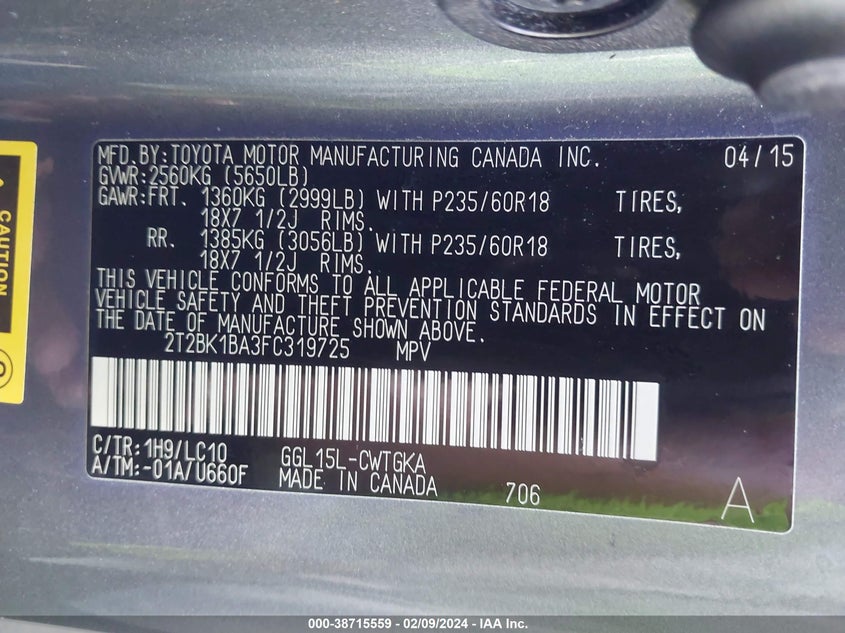 MFD.BY:TOYOTA MOTOR MANUFACTURING CANADA INC. 04/15
GVWR:2560KG (5650LB)
GAWR:FRT. 1360KG (2999LB) WITH P235/60R18 TIRES,
18X7 1/2J RIMS.
RR. 1385KG (3056LB) WITH P235/60R18 TIRES,
18X7 1/2J RIMS.
THIS VEHICLE CONFORMS TO ALL APPLICABLE FEDERAL MOTOR
VEHICLE SAFETY AND THEFT PREVENTION STANDARDS IN EFFECT ON
THE DATE OF MANUFACTURE SHOWN ABOVE.
2T2BK1BA3FC319725 MPV
C/TR:1H9/LC10 GGL15L-CWTGKA
A/TM:-01A/U660F MADE IN CANADA 706 A
CAUTION
000-38715559 - 02/09/2024 - IAA Inc.